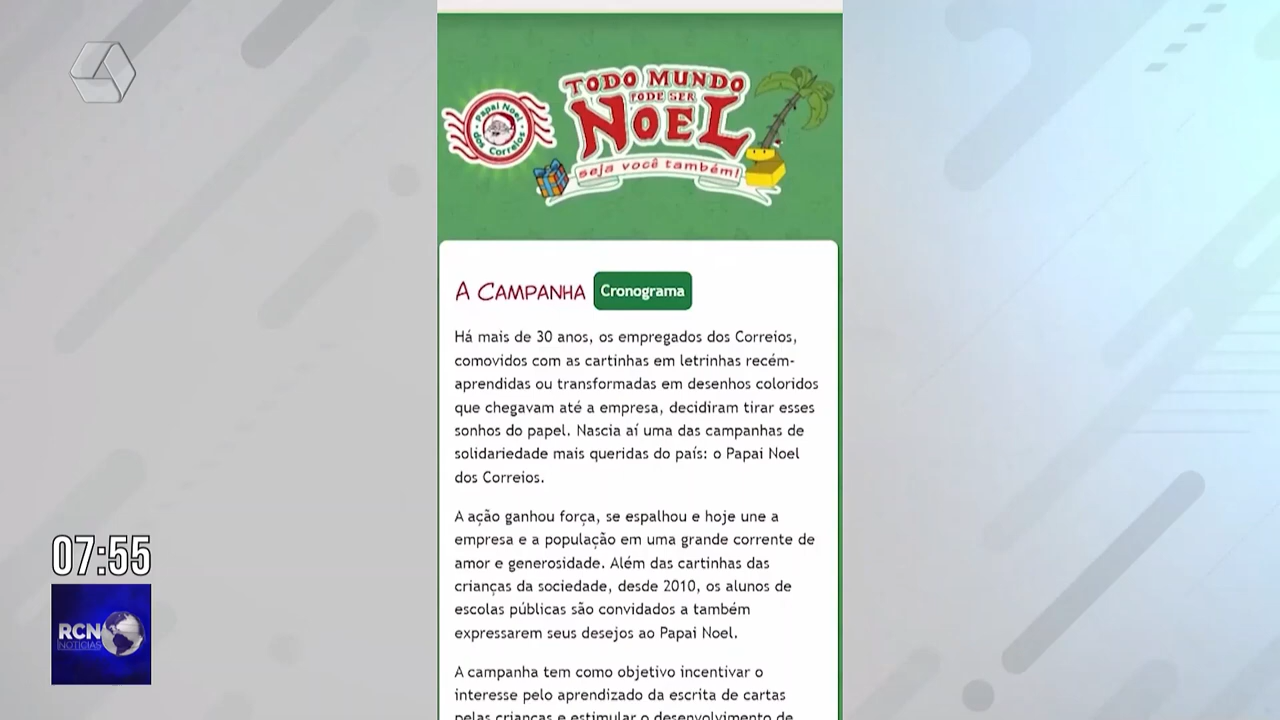 TODO MUNDO
PODE SER
NOEL
seja você também!
Papai Noel
dos Correios
A CAMPANHA Cronograma
Há mais de 30 anos, os empregados dos Correios,
comovidos com as cartinhas em letrinhas recém-
aprendidas ou transformadas em desenhos coloridos
que chegavam até a empresa, decidiram tirar esses
sonhos do papel. Nascia aí uma das campanhas de
solidariedade mais queridas do país: o Papai Noel
dos Correios.
A ação ganhou força, se espalhou e hoje une a
empresa e a população em uma grande corrente de
amor e generosidade. Além das cartinhas das
crianças da sociedade, desde 2010, os alunos de
escolas públicas são convidados a também
expressarem seus desejos ao Papai Noel.
A campanha tem como objetivo incentivar o
interesse pelo aprendizado da escrita de cartas
pelas crianças e estimular o desenvolvimento de
07:55
RCN
NOTÍCIAS